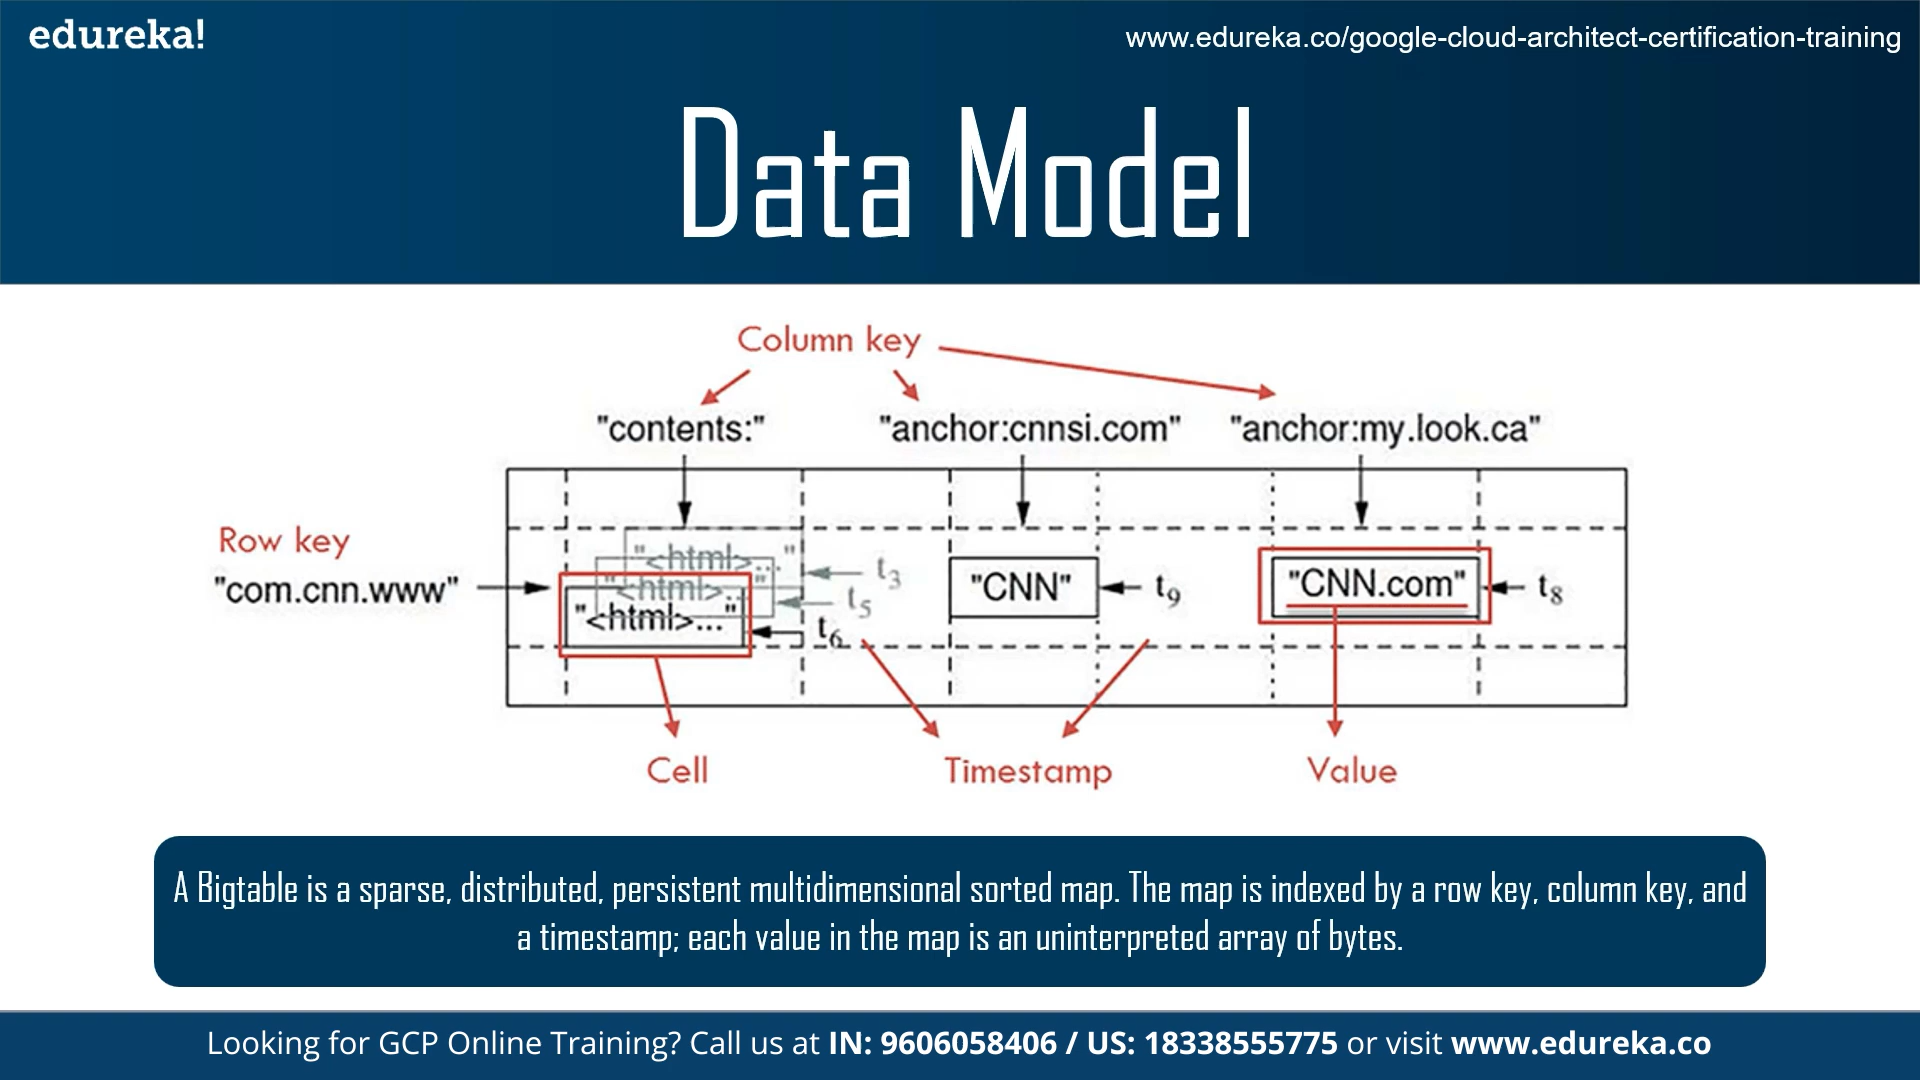 edureka!
www.edureka.co/google-cloud-architect-certification-training
Data Model
Column key
"contents:" "anchor:cnnsi.com" "anchor:my.look.ca"
Row key
"com.cnn.www"
"<html>..." t3
"<html>..." t5
"<html>..." t6
"CNN" t9
"CNN.com" t8
Cell Timestamp Value
A Bigtable is a sparse, distributed, persistent multidimensional sorted map. The map is indexed by a row key, column key, and
a timestamp; each value in the map is an uninterpreted array of bytes.
Looking for GCP Online Training? Call us at IN: 9606058406 / US: 18338555775 or visit www.edureka.co